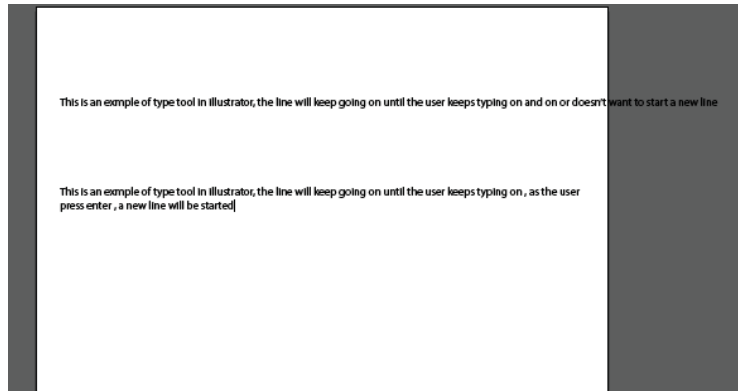 This is an exmple of type tool in illustrator, the line will keep going on until the user keeps typing on and on or doesn't want to start a new line
This is an exmple of type tool in illustrator, the line will keep going on until the user keeps typing on , as the user
press enter , a new line will be started